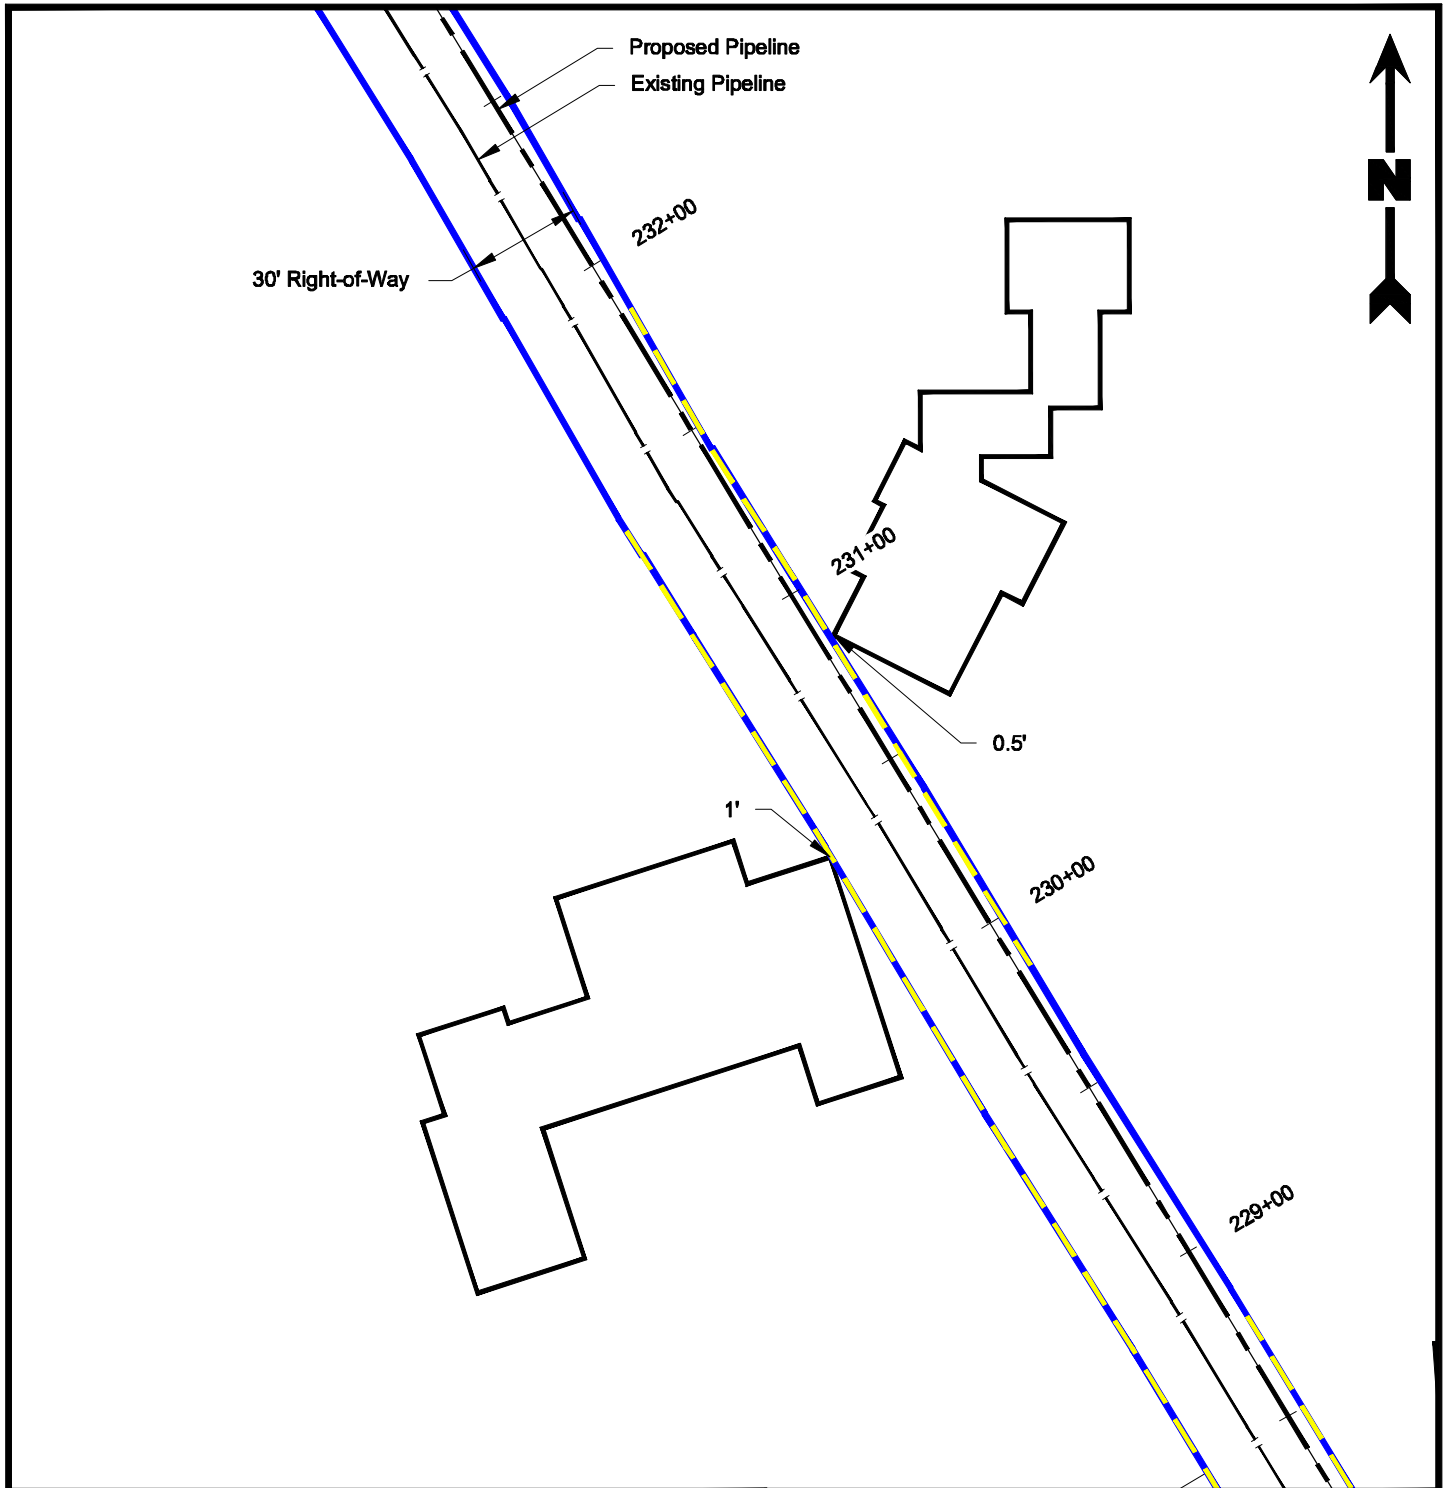 Proposed Pipeline
Existing Pipeline
N
232+00
30' Right-of-Way
231+00
0.5'
1'
230+00
229+00